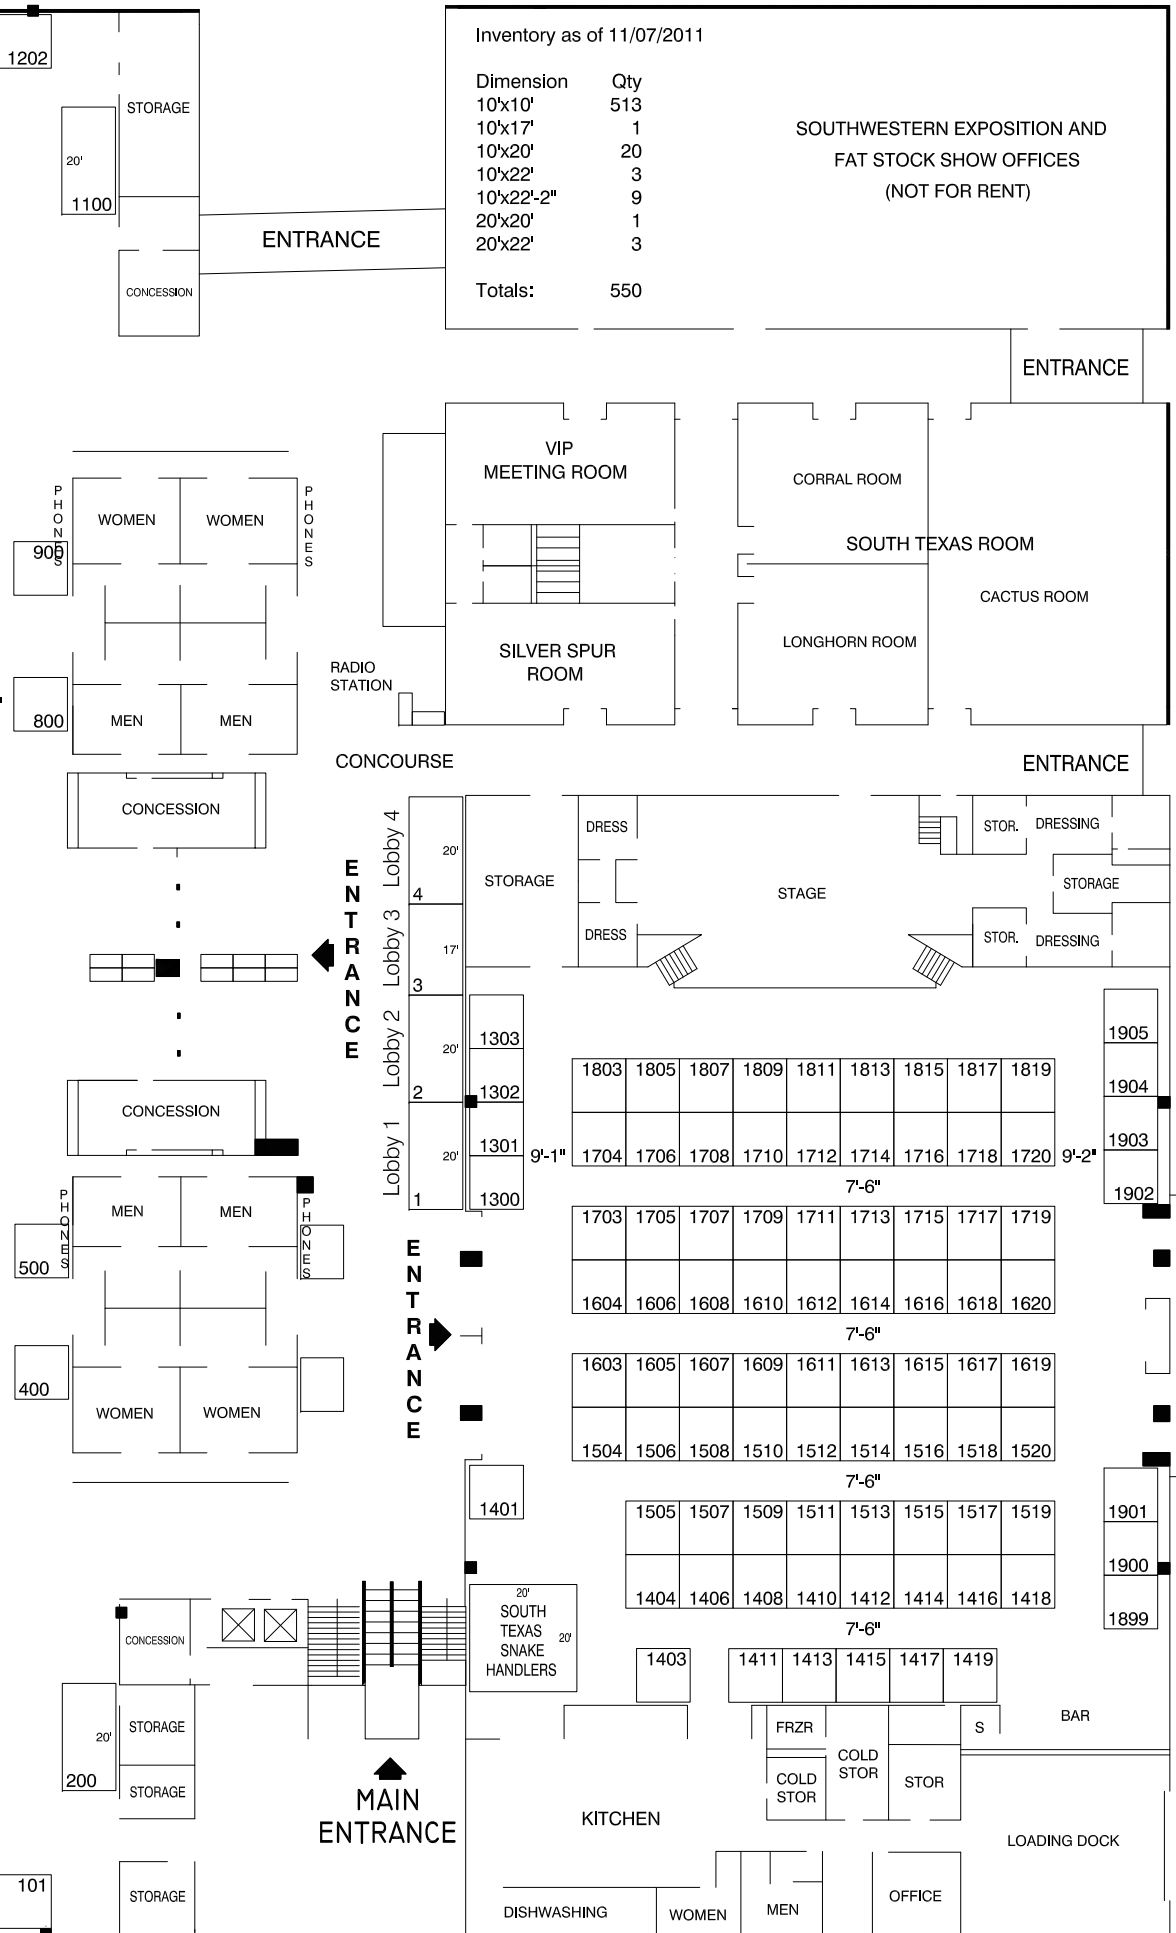 Inventory as of 11/07/2011
Dimension Qty
10'x10' 513
10'x17' 1
10'x20' 20
10'x22' 3
10'x22'-2" 9
20'x20' 1
20'x22' 3
Totals: 550
SOUTHWESTERN EXPOSITION AND
FAT STOCK SHOW OFFICES
(NOT FOR RENT)
1202
STORAGE
20'
1100
ENTRANCE
CONCESSION
ENTRANCE
VIP
MEETING ROOM
CORRAL ROOM
SOUTH TEXAS ROOM
CACTUS ROOM
LONGHORN ROOM
SILVER SPUR
ROOM
PHONES
WOMEN WOMEN
PHONES
900
RADIO
STATION
800
MEN MEN
CONCOURSE
ENTRANCE
CONCESSION
ENTRANCE
Lobby 4
20'
4
Lobby 3
17'
3
Lobby 2
20'
2
Lobby 1
20'
1
STORAGE
DRESS
DRESS
STAGE
STOR. DRESSING
STORAGE
STOR. DRESSING
1303
1302
1301
1300
9'-1"
1803 1805 1807 1809 1811 1813 1815 1817 1819
1704 1706 1708 1710 1712 1714 1716 1718 1720
9'-2"
1905
1904
1903
1902
7'-6"
1703 1705 1707 1709 1711 1713 1715 1717 1719
1604 1606 1608 1610 1612 1614 1616 1618 1620
7'-6"
1603 1605 1607 1609 1611 1613 1615 1617 1619
1504 1506 1508 1510 1512 1514 1516 1518 1520
7'-6"
1505 1507 1509 1511 1513 1515 1517 1519
1404 1406 1408 1410 1412 1414 1416 1418
7'-6"
1901
1900
1899
CONCESSION
PHONES
MEN MEN
PHONES
500
ENTRANCE
400
WOMEN WOMEN
1401
20'
SOUTH
TEXAS
SNAKE
HANDLERS
20'
1403
1411 1413 1415 1417 1419
CONCESSION
STORAGE
20'
200
STORAGE
MAIN
ENTRANCE
FRZR
COLD
STOR
COLD
STOR
STOR
S
BAR
KITCHEN
LOADING DOCK
101
STORAGE
DISHWASHING
WOMEN
MEN
OFFICE